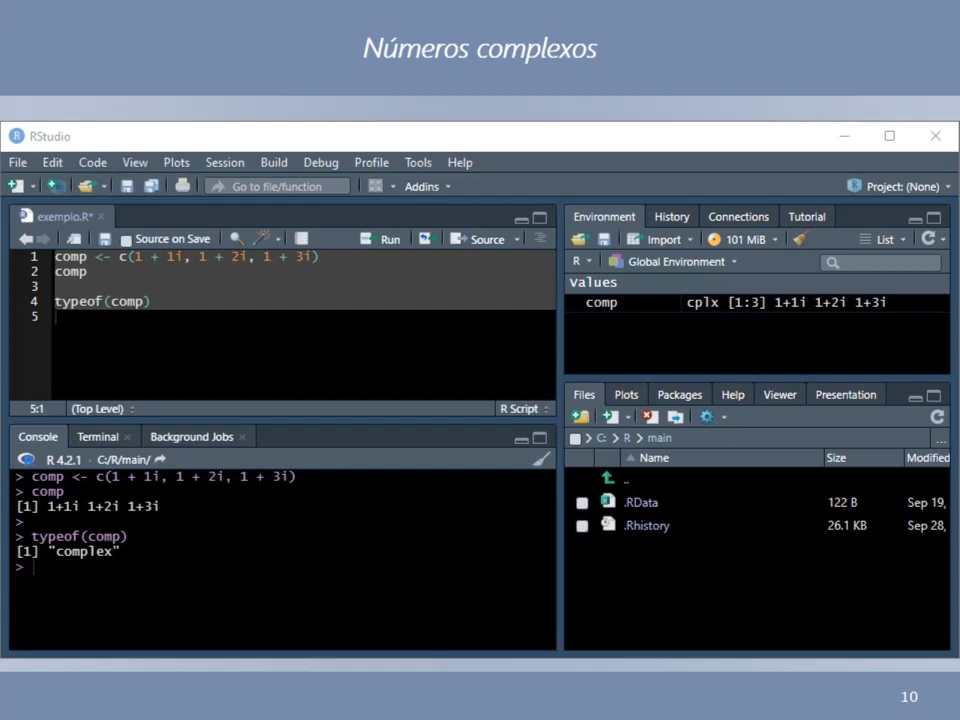 Números complexos
RStudio
File Edit Code View Plots Session Build Debug Profile Tools Help
Go to file/function Addins Project: (None)
exemplo.R*
Source on Save Run Source
1 comp <- c(1 + 1i, 1 + 2i, 1 + 3i)
2 comp
3
4 typeof(comp)
5
5:1 (Top Level) R Script
Console Terminal Background Jobs
R 4.2.1 · C:/R/main/
> comp <- c(1 + 1i, 1 + 2i, 1 + 3i)
> comp
[1] 1+1i 1+2i 1+3i
>
> typeof(comp)
[1] "complex"
>
Environment History Connections Tutorial
Import 101 MiB List
R Global Environment
Values
comp cplx [1:3] 1+1i 1+2i 1+3i
Files Plots Packages Help Viewer Presentation
C: R main ...
Name Size Modified
..
.RData 122 B Sep 19,
.Rhistory 26.1 KB Sep 28,
10